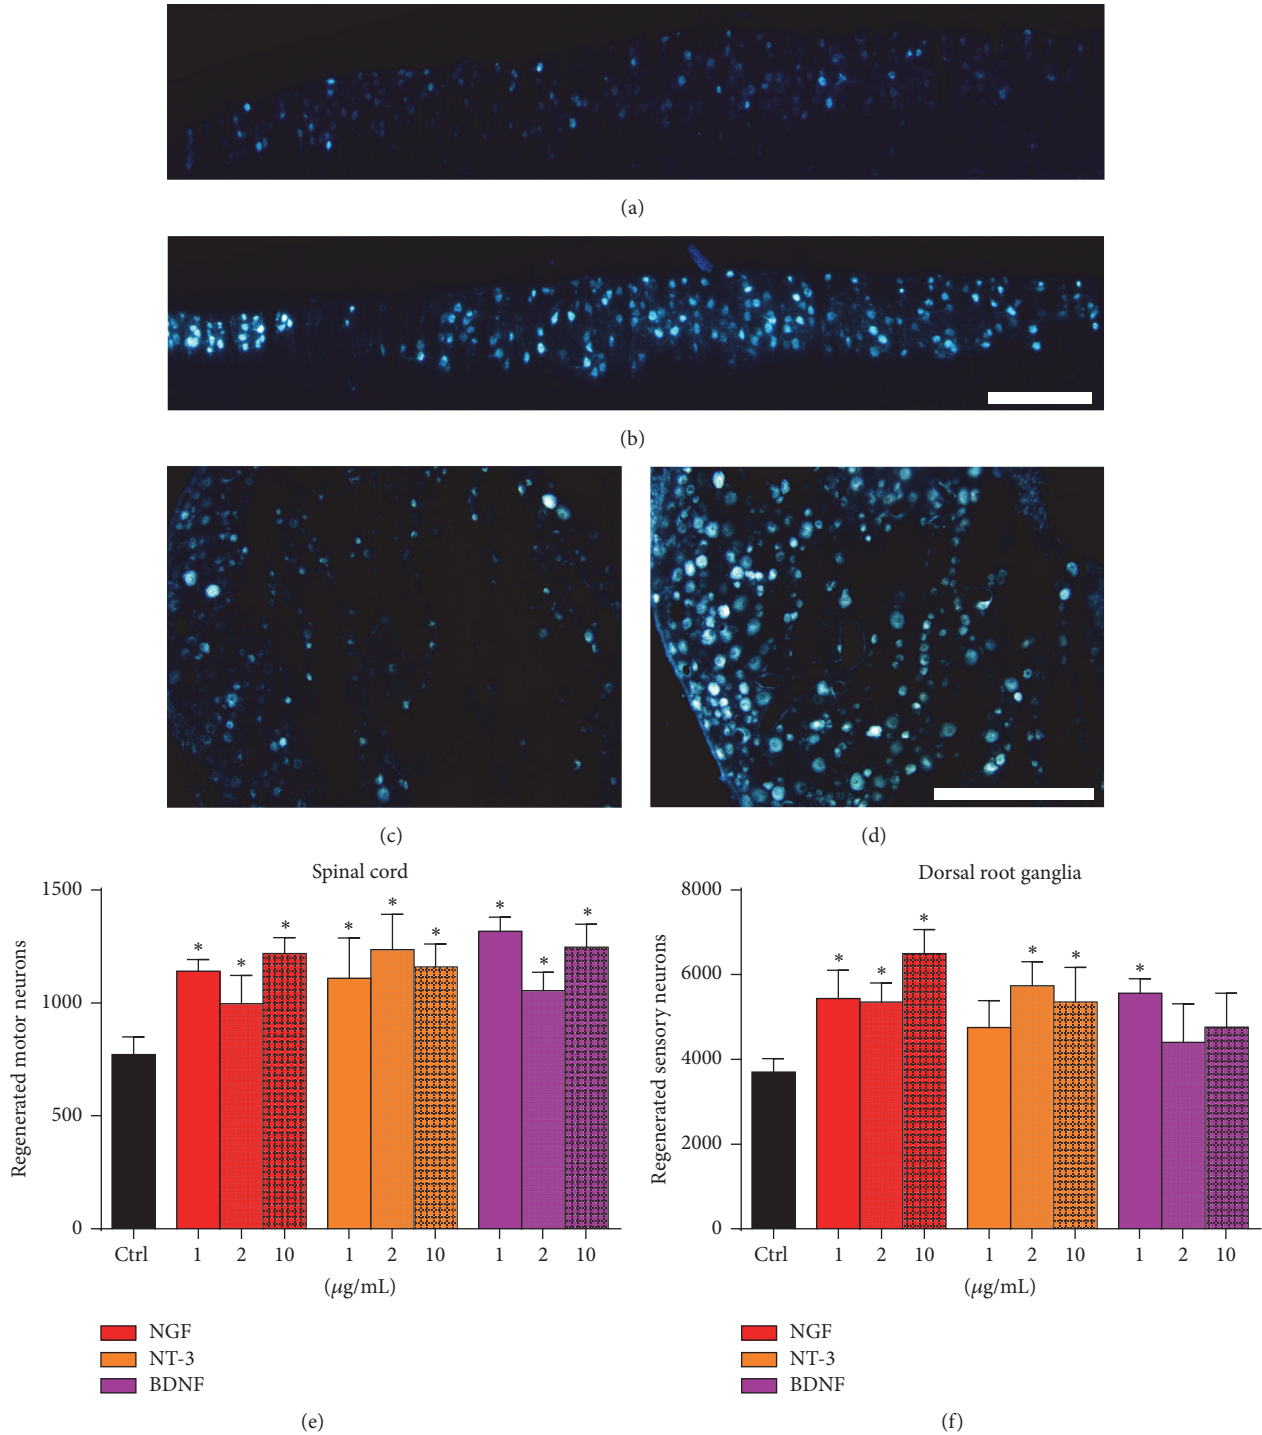 (a)
(b)
(c)
(d)
Spinal cord
1500
1000
500
0
Regenerated motor neurons
*
*
*
*
*
*
*
*
*
Ctrl
1
2
10
1
2
10
1
2
10
(μg/mL)
NGF
NT-3
BDNF
(e)
Dorsal root ganglia
8000
6000
4000
2000
0
Regenerated sensory neurons
*
*
*
*
*
*
Ctrl
1
2
10
1
2
10
1
2
10
(μg/mL)
NGF
NT-3
BDNF
(f)